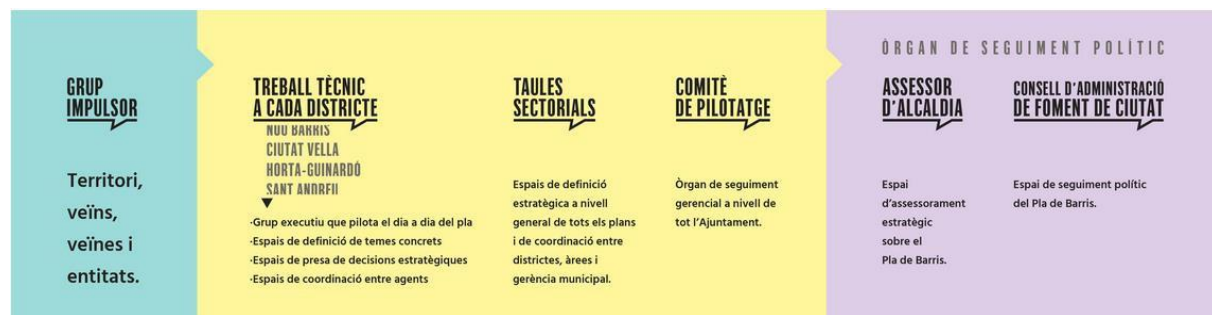 GRUP
IMPULSOR
Territori,
veïns,
veïnes i
entitats.
TREBALL TÈCNIC
A CADA DISTRICTE
NOU BARRIS
CIUTAT VELLA
HORTA-GUINARDÓ
SANT ANDREU
·Grup executiu que pilota el dia a dia del pla
·Espais de definició de temes concrets
·Espais de presa de decisions estratègiques
·Espais de coordinació entre agents
TAULES
SECTORIALS
Espais de definició
estratègica a nivell
general de tots els plans
i de coordinació entre
districtes, àrees i
gerència municipal.
COMITÈ
DE PILOTATGE
Òrgan de seguiment
gerencial a nivell de
tot l'Ajuntament.
ÒRGAN DE SEGUIMENT POLÍTIC
ASSESSOR
D'ALCALDIA
Espai
d'assessorament
estratègic
sobre el
Pla de Barris.
CONSELL D'ADMINISTRACIÓ
DE FOMENT DE CIUTAT
Espai de seguiment polític
del Pla de Barris.